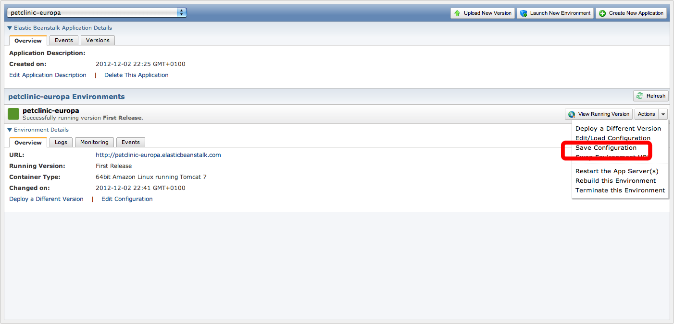 petclinic-europa
Upload New Version
Launch New Environment
Create New Application
Elastic Beanstalk Application Details
Overview
Events
Versions
Application Description:
Created on: 2012-12-02 22:25 GMT+0100
Edit Application Description | Delete This Application
petclinic-europa Environments
Refresh
petclinic-europa
Successfully running version First Release.
View Running Version
Actions
Environment Details
Overview
Logs
Monitoring
Events
URL: http://petclinic-europa.elasticbeanstalk.com
Running Version: First Release
Container Type: 64bit Amazon Linux running Tomcat 7
Changed on: 2012-12-02 22:41 GMT+0100
Deploy a Different Version | Edit Configuration
Deploy a Different Version
Edit/Load Configuration
Save Configuration
Restart the App Server(s)
Rebuild this Environment
Terminate this Environment